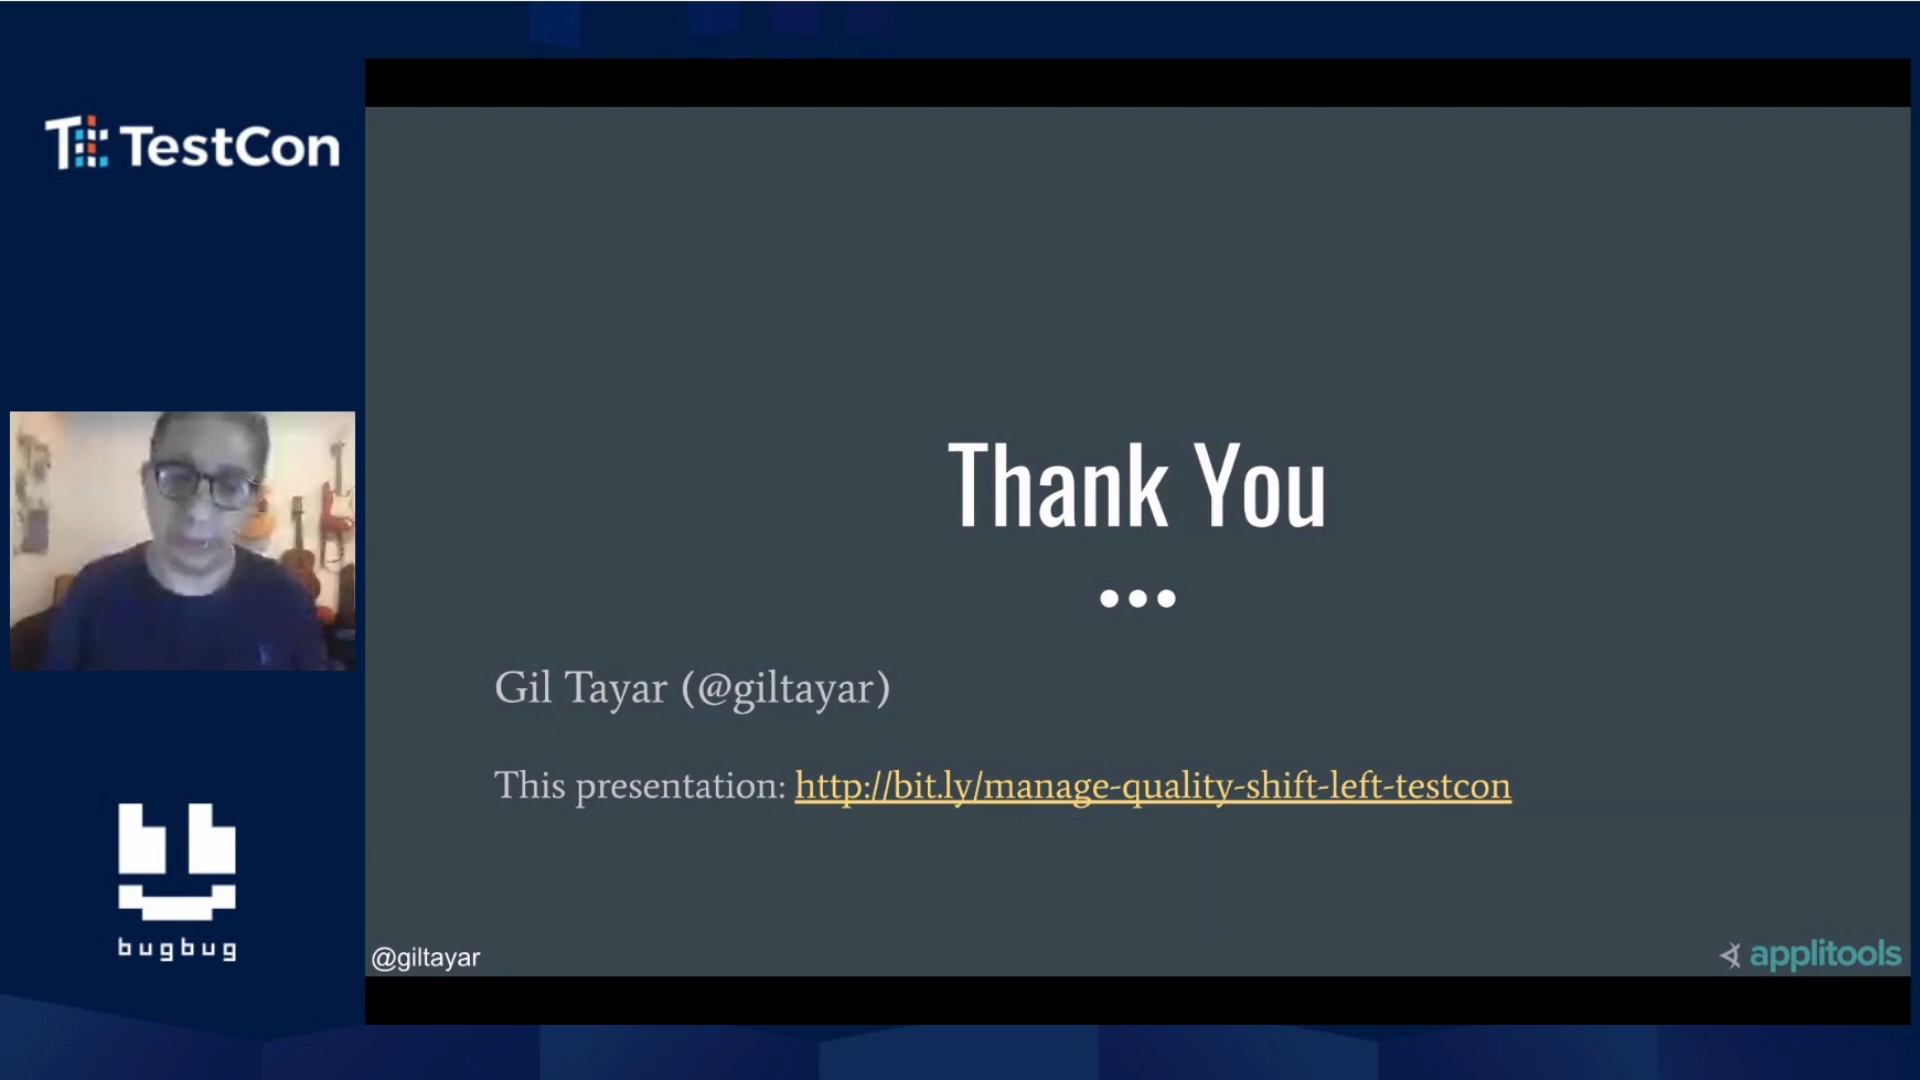 TestCon
Thank You
Gil Tayar (@giltayar)
This presentation: http://bit.ly/manage-quality-shift-left-testcon
bugbug
@giltayar
applitools